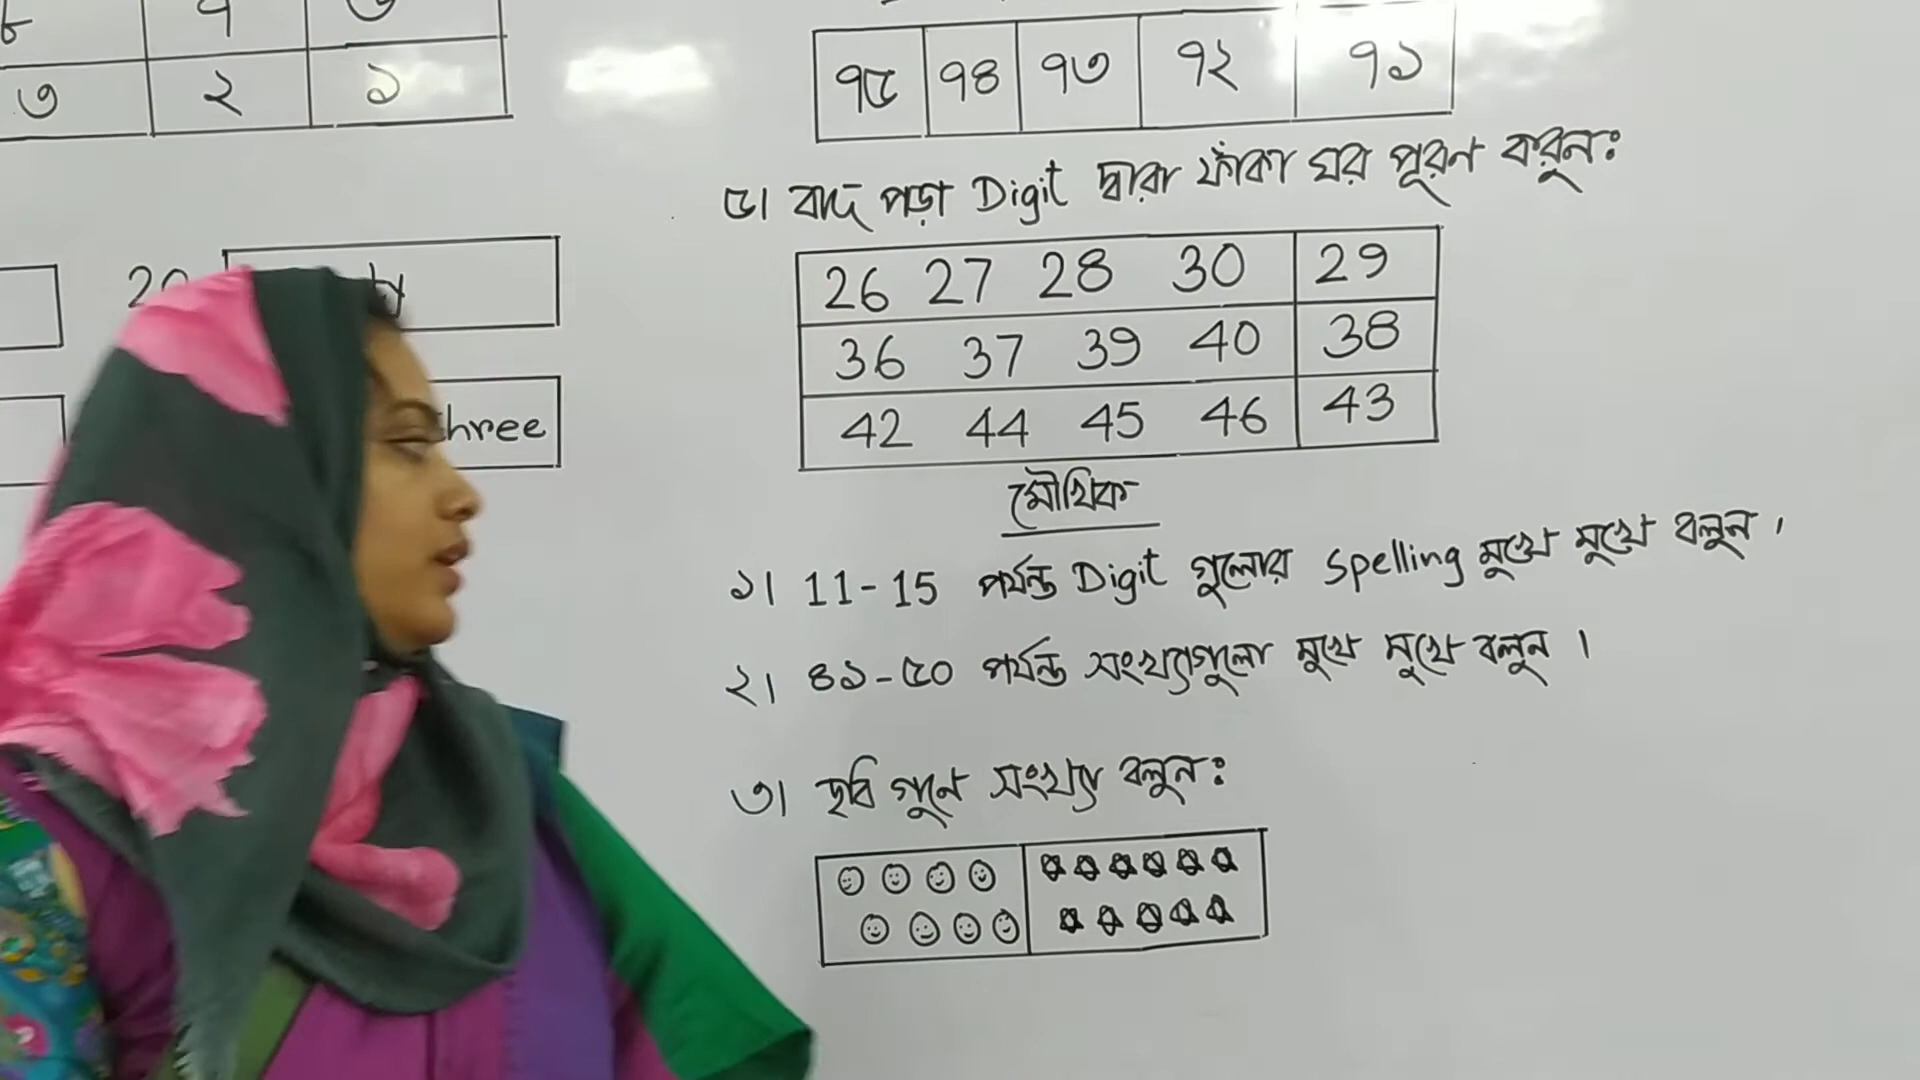 ৩ ২ ১
৭৫ ৭৪ ৭৩ ৭২ ৭১
৫। বাদ পড়া Digit দ্বারা ফাঁকা ঘর পূরণ করুন:
26 27 28 30 29
36 37 39 40 38
42 44 45 46 43
hree
মৌখিক
১। 11-15 পর্যন্ত Digit গুলোর Spelling মুখে মুখে বলুন।
২। ৪১-৫০ পর্যন্ত সংখ্যাগুলো মুখে মুখে বলুন।
৩। ছবি গুনে সংখ্যা বলুন: